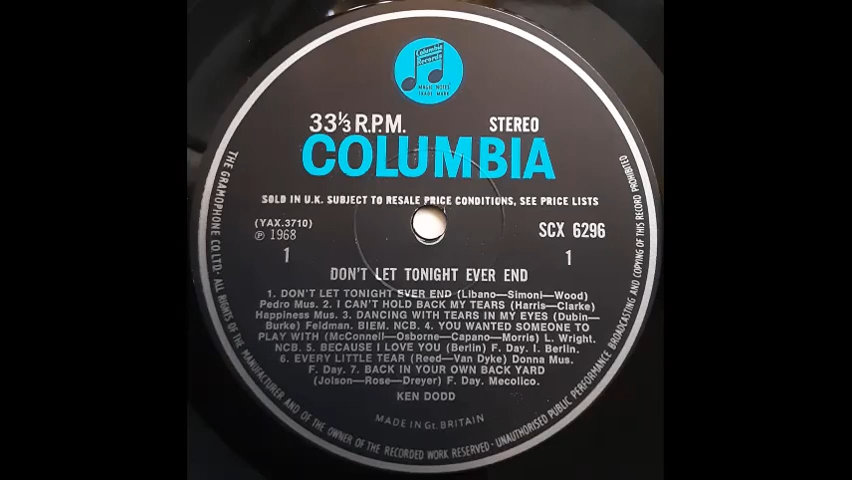 Columbia
Records
MAGIC NOTES
TRADE MARK
33⅓ R.P.M. STEREO
COLUMBIA
SOLD IN U.K. SUBJECT TO RESALE PRICE CONDITIONS, SEE PRICE LISTS
(YAX.3710) SCX 6296
℗ 1968
1 1
DON'T LET TONIGHT EVER END
1. DON'T LET TONIGHT EVER END (Libano—Simoni—Wood)
Pedro Mus. 2. I CAN'T HOLD BACK MY TEARS (Harris—Clarke)
Happiness Mus. 3. DANCING WITH TEARS IN MY EYES (Dubin—
Burke) Feldman. BIEM. NCB. 4. YOU WANTED SOMEONE TO
PLAY WITH (McConnell—Osborne—Capano—Morris) L. Wright.
NCB. 5. BECAUSE I LOVE YOU (Berlin) F. Day. I. Berlin.
6. EVERY LITTLE TEAR (Reed—Van Dyke) Donna Mus.
F. Day. 7. BACK IN YOUR OWN BACK YARD
(Jolson—Rose—Dreyer) F. Day. Mecolico.
KEN DODD
MADE IN Gt. BRITAIN
THE GRAMOPHONE CO LTD · ALL RIGHTS OF THE MANUFACTURER AND OF THE OWNER OF THE RECORDED WORK RESERVED · UNAUTHORISED PUBLIC PERFORMANCE BROADCASTING AND COPYING OF THIS RECORD PROHIBITED